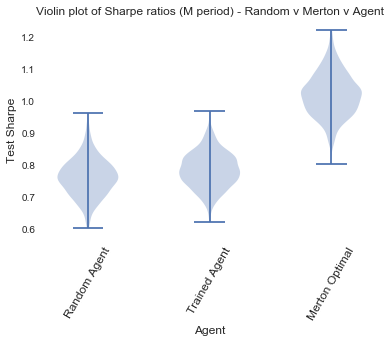 Violin plot of Sharpe ratios (M period) - Random v Merton v Agent
1.2
1.1
1.0
0.9
0.8
0.7
0.6
Test Sharpe
Random Agent
Trained Agent
Merton Optimal
Agent